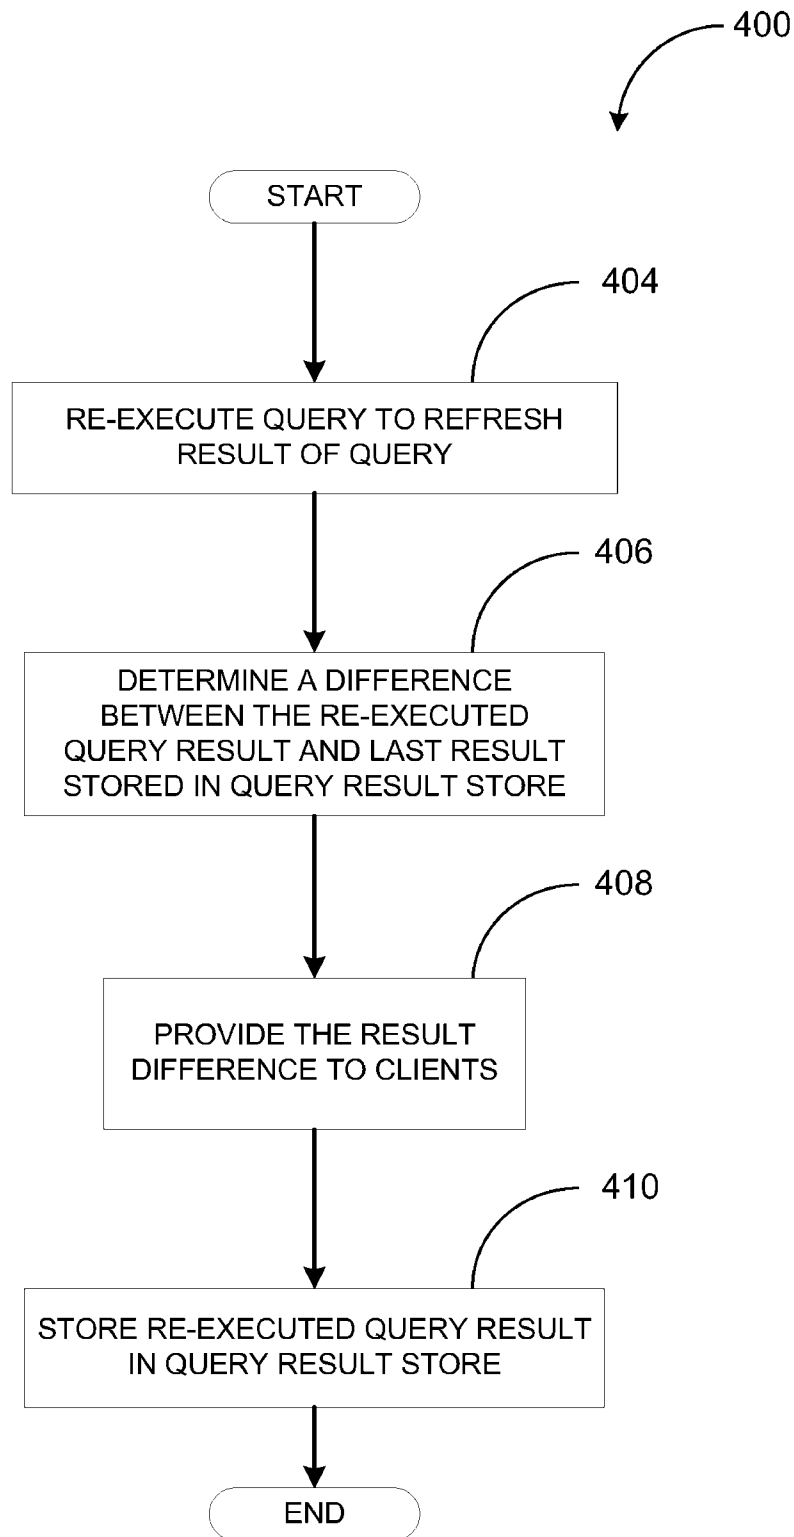 400
START
404
RE-EXECUTE QUERY TO REFRESH
RESULT OF QUERY
406
DETERMINE A DIFFERENCE
BETWEEN THE RE-EXECUTED
QUERY RESULT AND LAST RESULT
STORED IN QUERY RESULT STORE
408
PROVIDE THE RESULT
DIFFERENCE TO CLIENTS
410
STORE RE-EXECUTED QUERY RESULT
IN QUERY RESULT STORE
END